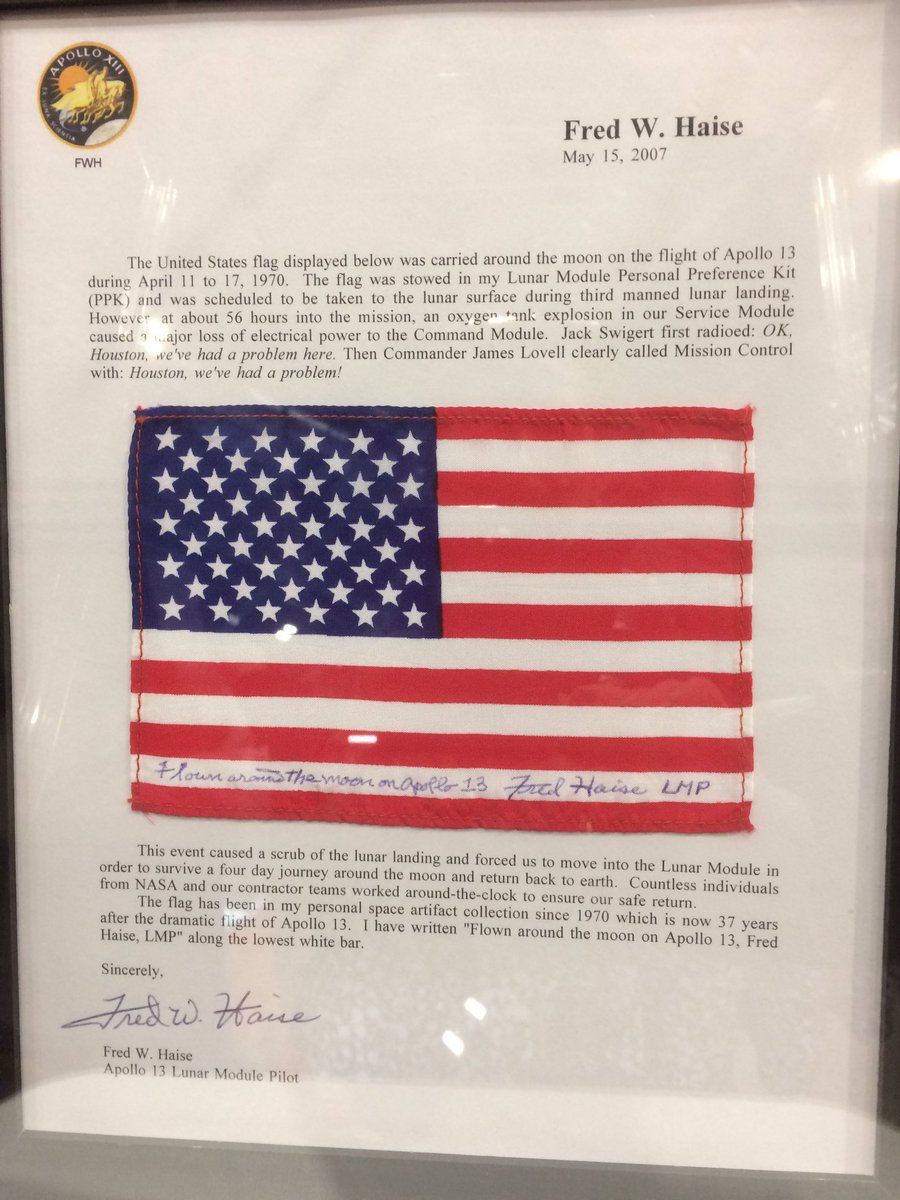 APOLLO XIII
EX LUNA, SCIENTIA
FWH
Fred W. Haise
May 15, 2007
The United States flag displayed below was carried around the moon on the flight of Apollo 13
during April 11 to 17, 1970. The flag was stowed in my Lunar Module Personal Preference Kit
(PPK) and was scheduled to be taken to the lunar surface during third manned lunar landing.
However, at about 56 hours into the mission, an oxygen tank explosion in our Service Module
caused a major loss of electrical power to the Command Module. Jack Swigert first radioed: OK,
Houston, we've had a problem here. Then Commander James Lovell clearly called Mission Control
with: Houston, we've had a problem!
Flown around the moon on Apollo 13 Fred Haise LMP
This event caused a scrub of the lunar landing and forced us to move into the Lunar Module in
order to survive a four day journey around the moon and return back to earth. Countless individuals
from NASA and our contractor teams worked around-the-clock to ensure our safe return.
The flag has been in my personal space artifact collection since 1970 which is now 37 years
after the dramatic flight of Apollo 13. I have written "Flown around the moon on Apollo 13, Fred
Haise, LMP" along the lowest white bar.
Sincerely,
Fred W. Haise
Fred W. Haise
Apollo 13 Lunar Module Pilot